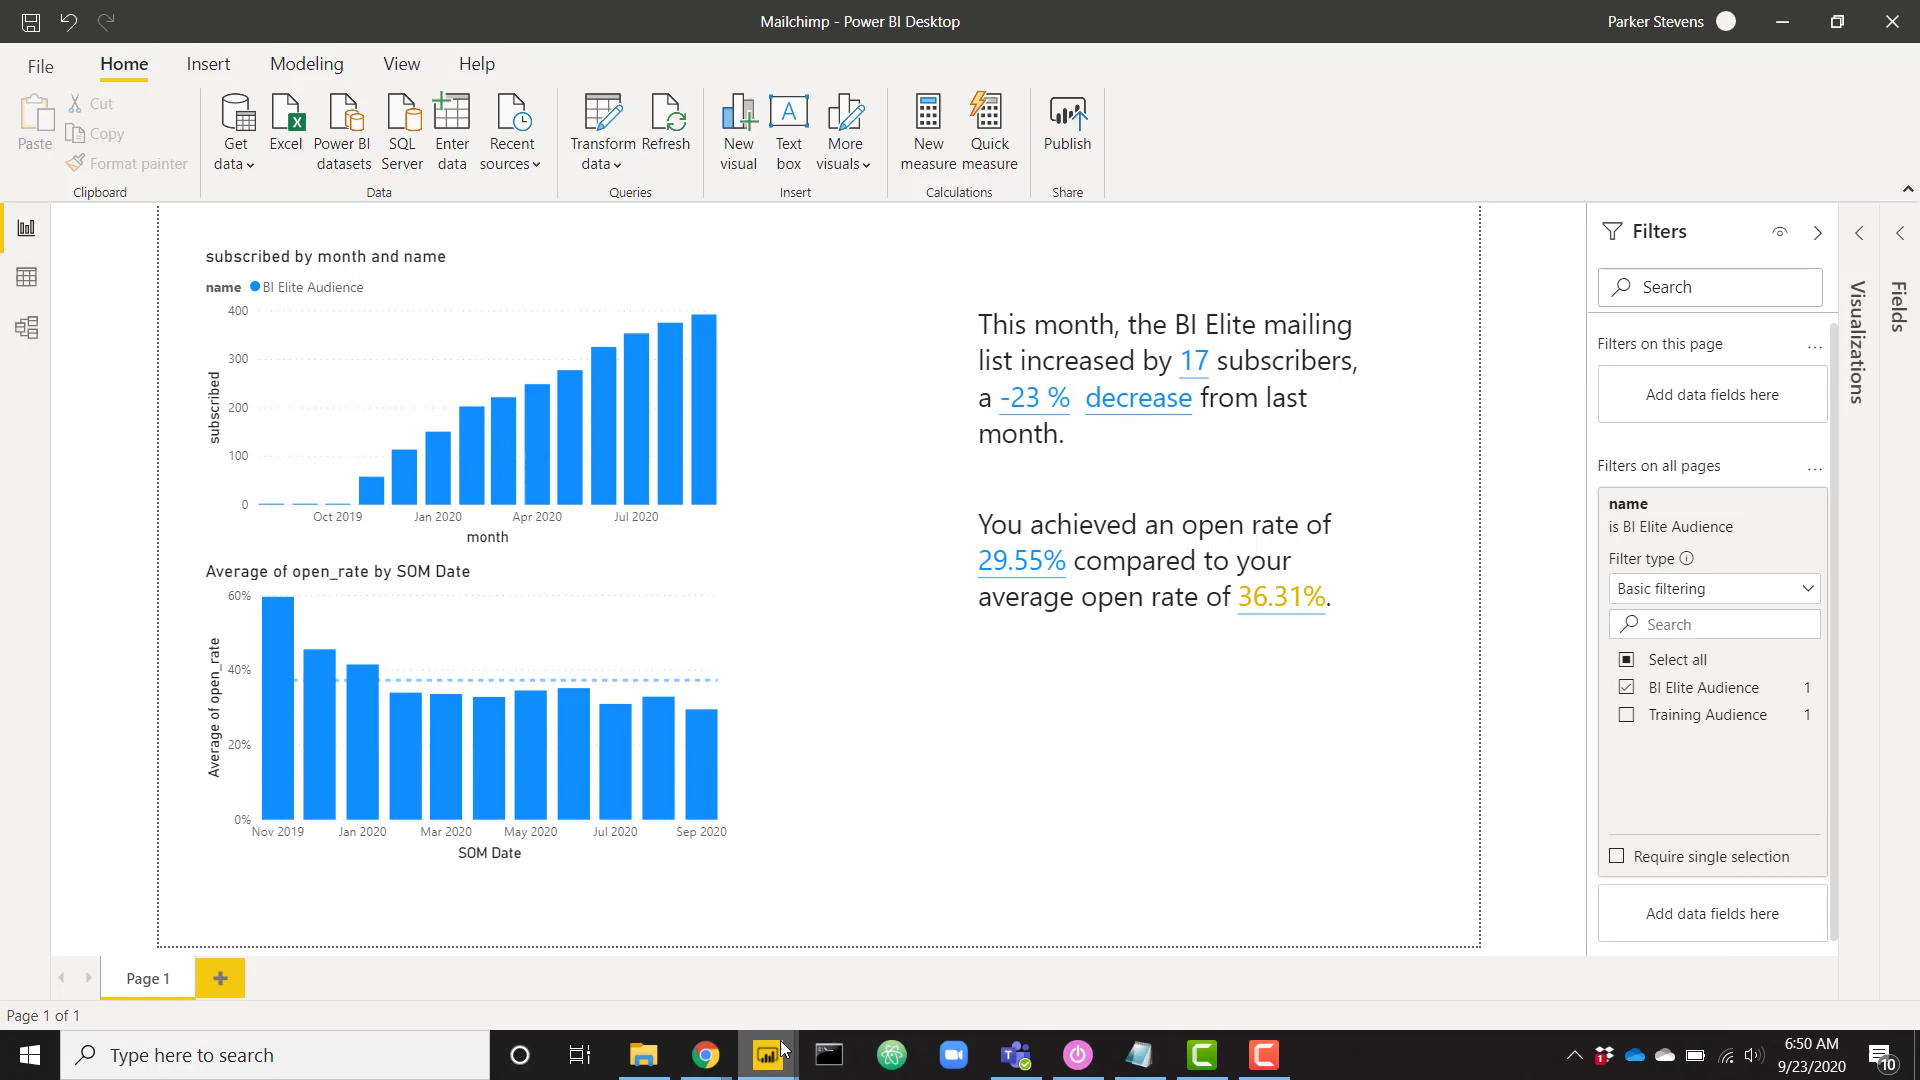 Mailchimp - Power BI Desktop
Parker Stevens
File Home Insert Modeling View Help
Paste
Cut
Copy
Format painter
Clipboard
Get data
Excel
Power BI datasets
SQL Server
Enter data
Recent sources
Data
Transform data
Refresh
Queries
New visual
Text box
More visuals
Insert
New measure
Quick measure
Calculations
Publish
Share
subscribed by month and name
name BI Elite Audience
400
300
200
100
0
subscribed
Oct 2019 Jan 2020 Apr 2020 Jul 2020
month
Average of open_rate by SOM Date
60%
40%
20%
0%
Average of open_rate
Nov 2019 Jan 2020 Mar 2020 May 2020 Jul 2020 Sep 2020
SOM Date
This month, the BI Elite mailing
list increased by 17 subscribers,
a -23 % decrease from last
month.
You achieved an open rate of
29.55% compared to your
average open rate of 36.31%.
Filters
Search
Filters on this page
...
Add data fields here
Filters on all pages
...
name
is BI Elite Audience
Filter type
Basic filtering
Search
Select all
BI Elite Audience 1
Training Audience 1
Require single selection
Add data fields here
Visualizations
Fields
Page 1
Page 1 of 1
Type here to search
6:50 AM
9/23/2020
10